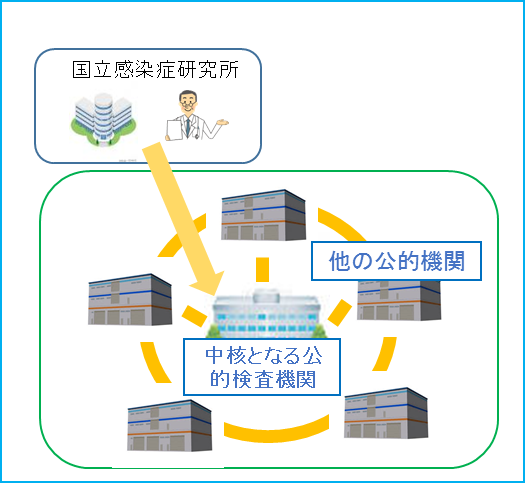 国立感染症研究所
他の公的機関
中核となる公
的検査機関